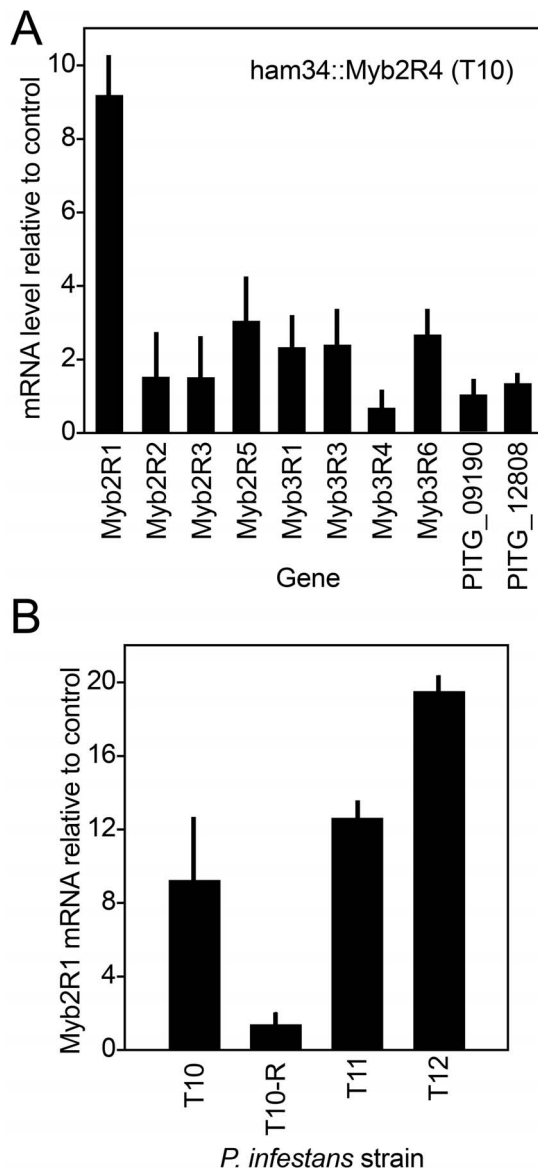 A
ham34::Myb2R4 (T10)
mRNA level relative to control
10
8
6
4
2
0
Myb2R1
Myb2R2
Myb2R3
Myb2R5
Myb3R1
Myb3R3
Myb3R4
Myb3R6
PITG_09190
PITG_12808
Gene
B
Myb2R1 mRNA relative to control
20
16
12
8
4
0
T10
T10-R
T11
T12
P. infestans strain